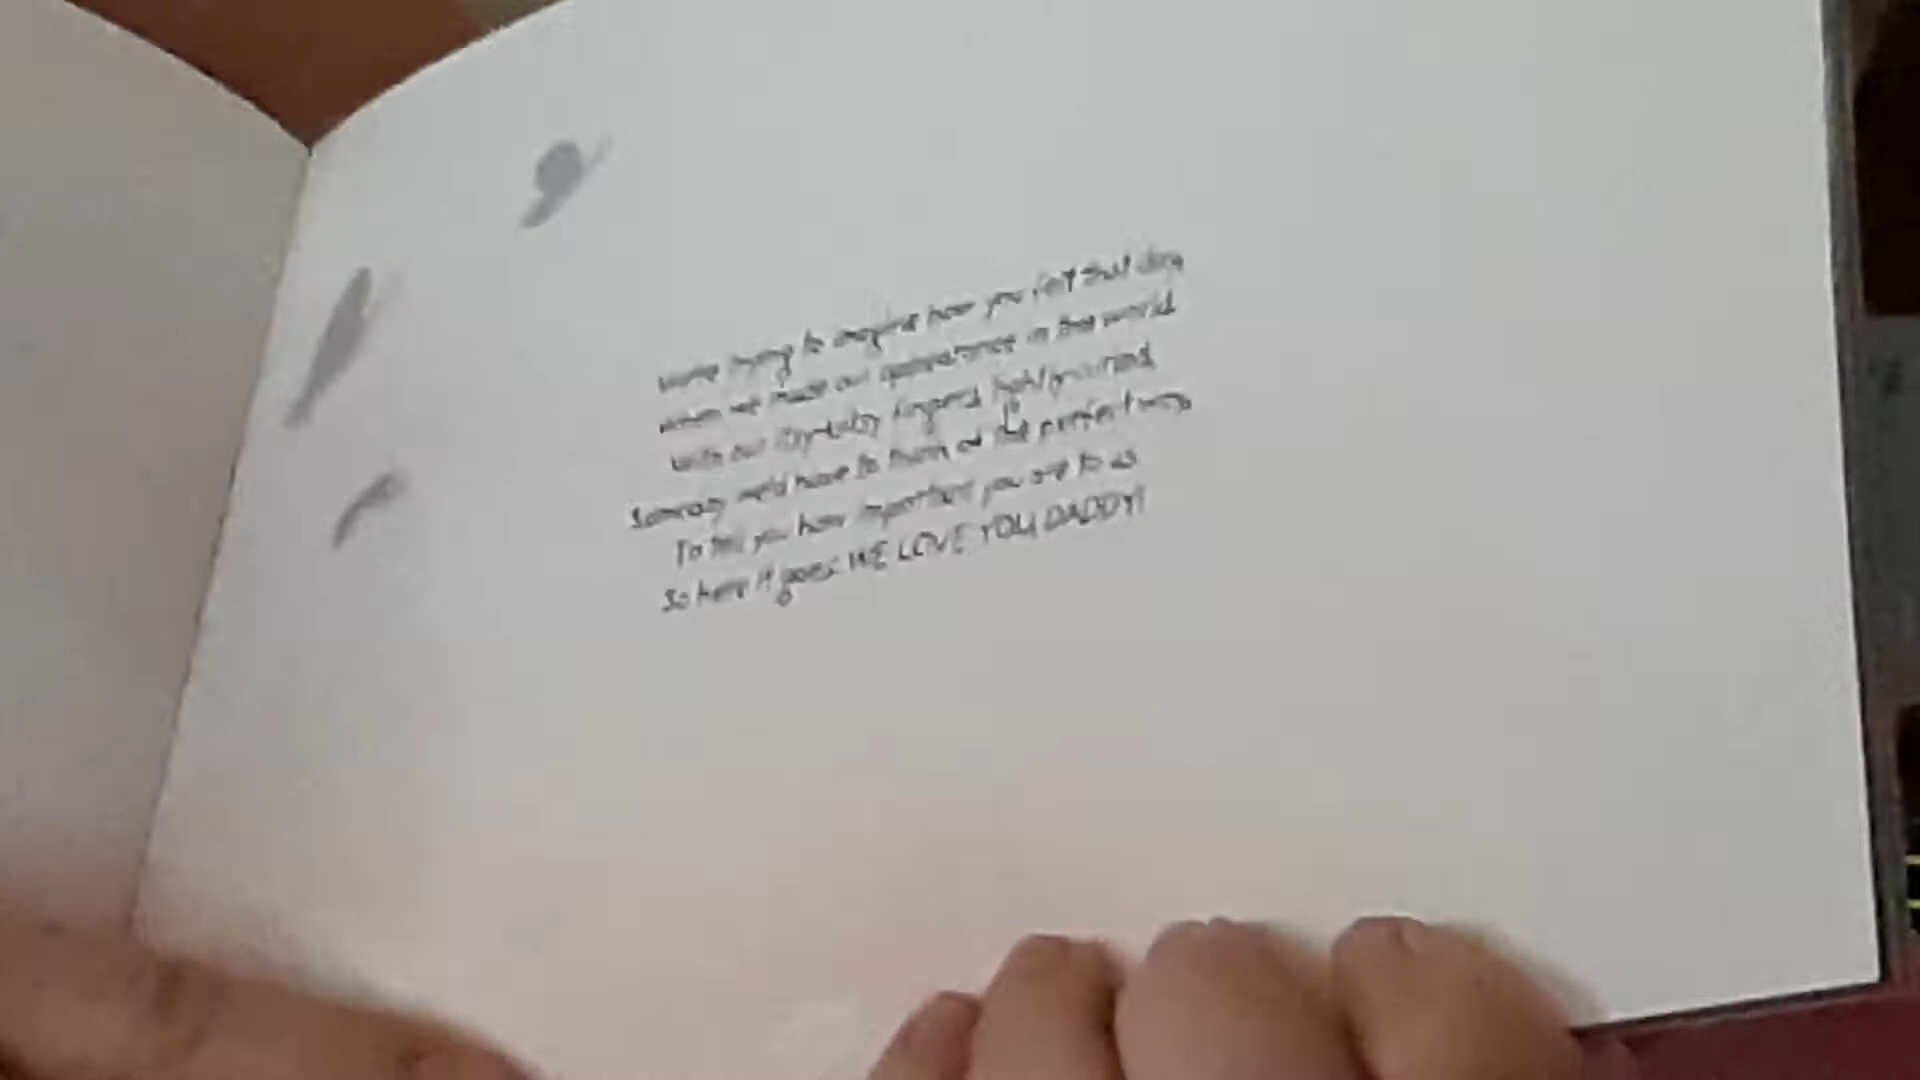 We're trying to imagine how you felt that day
when we made our appearance in this world
With our itty-bitty fingers tightly
Someday we'd have to thank at the perfect way
To tell you how important you are to us
So here it goes: WE LOVE YOU DADDY!